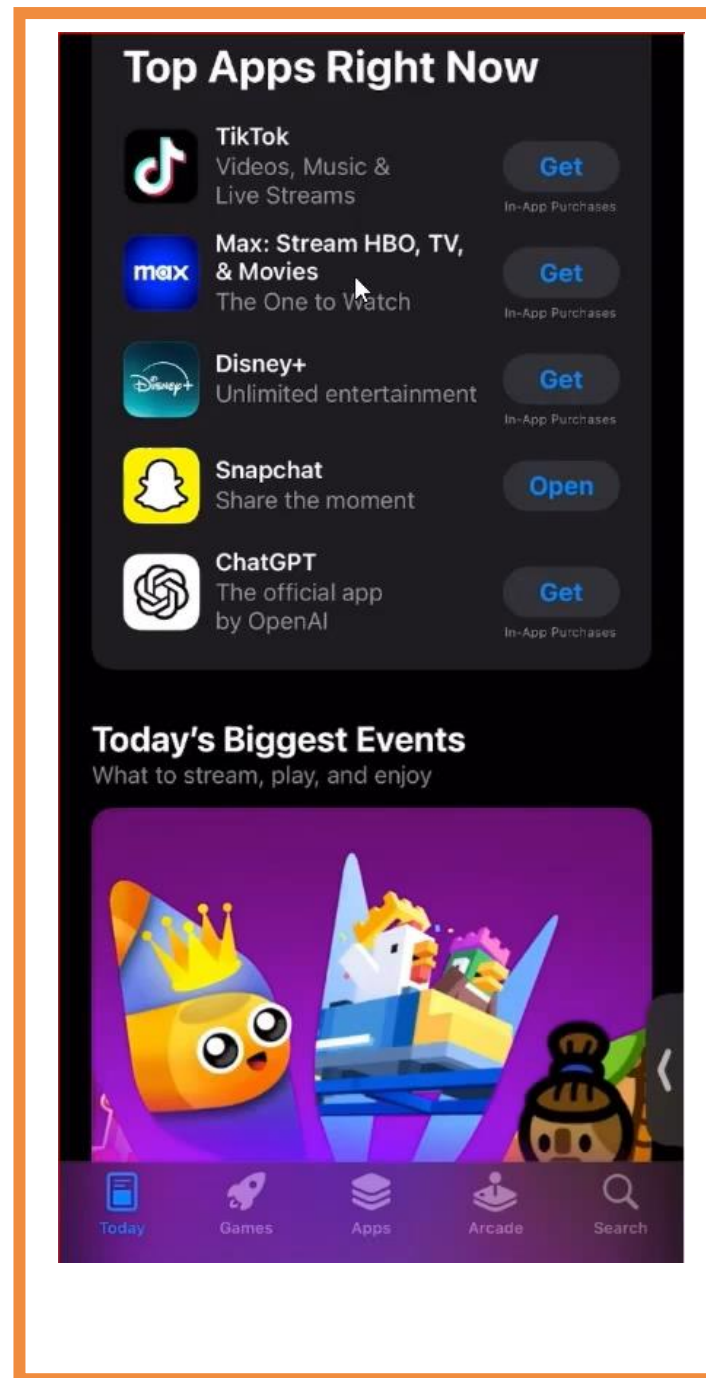 Top Apps Right Now
TikTok
Videos, Music &
Live Streams
Get
In-App Purchases
Max: Stream HBO, TV,
& Movies
The One to Watch
max
Get
In-App Purchases
Disney+
Disney+
Unlimited entertainment
Get
In-App Purchases
Snapchat
Share the moment
Open
ChatGPT
The official app
by OpenAI
Get
In-App Purchases
Today's Biggest Events
What to stream, play, and enjoy
Today
Games
Apps
Arcade
Search